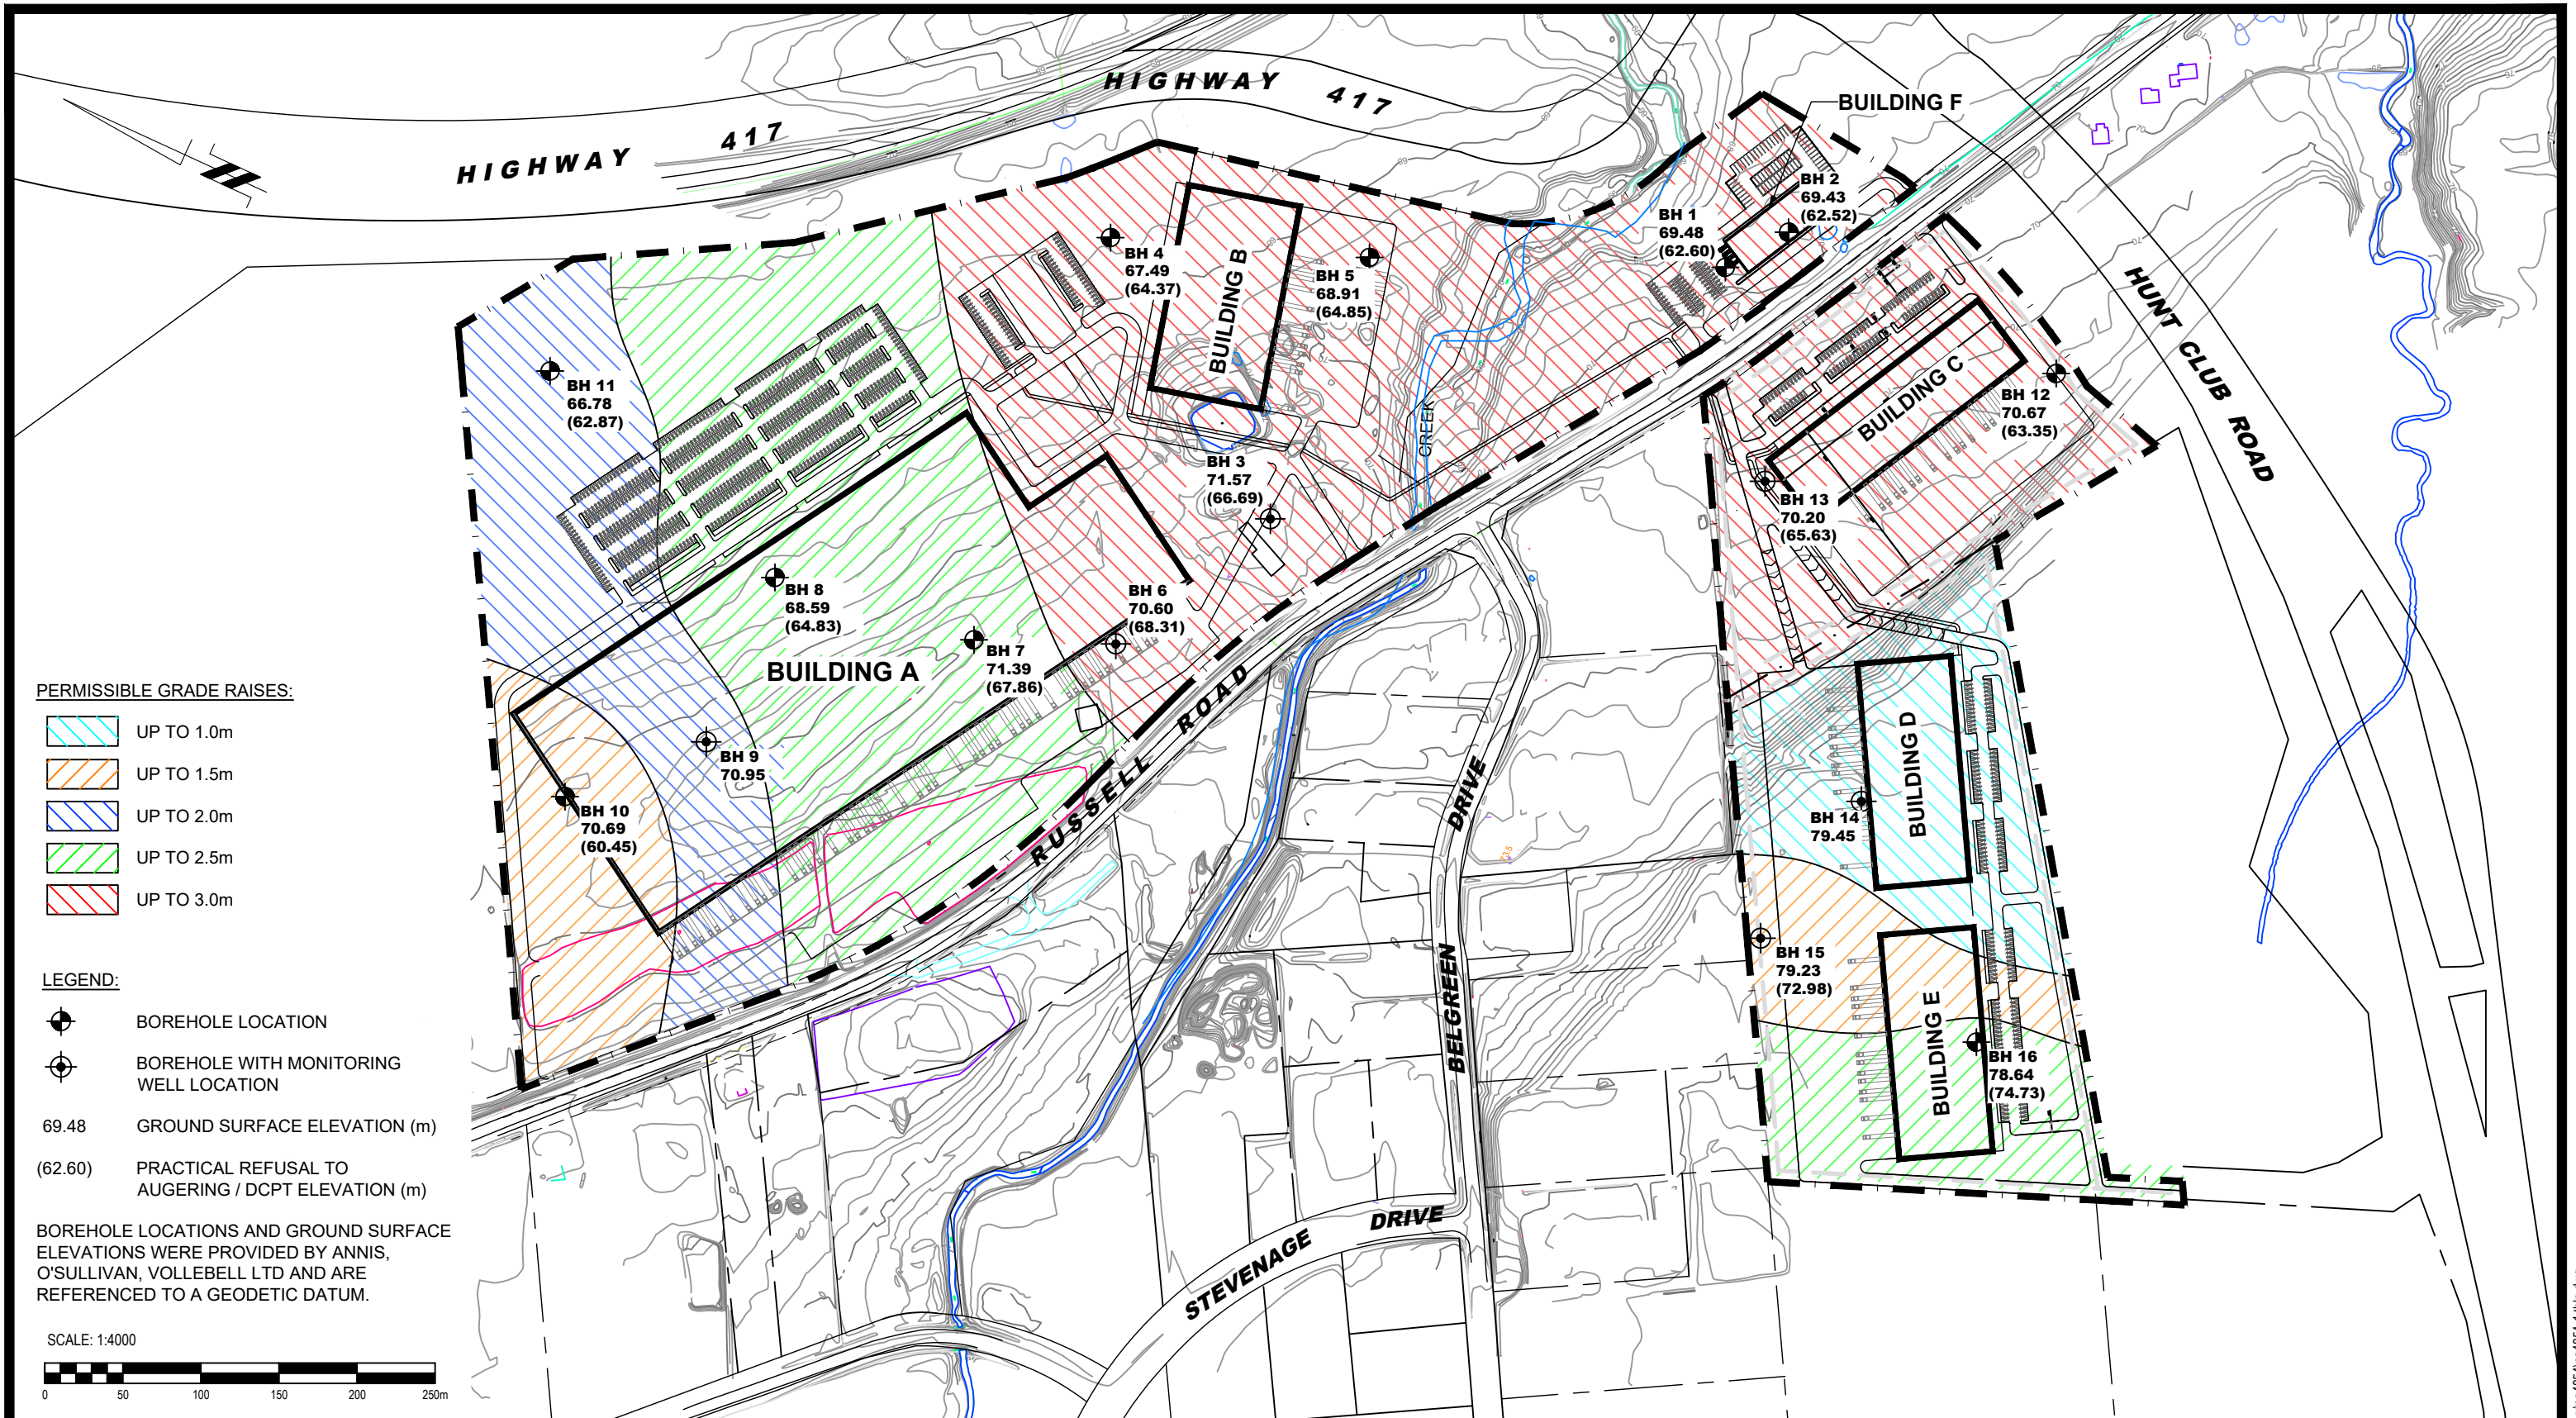 HIGHWAY 417
HIGHWAY 417
BUILDING F
BH 2
69.43
(62.52)
BH 1
69.48
(62.60)
BH 4
67.49
(64.37)
BUILDING B
BH 5
68.91
(64.85)
HUNT CLUB ROAD
BUILDING C
BH 12
70.67
(63.35)
BH 11
66.78
(62.87)
CREEK
BH 3
71.57
(66.69)
BH 13
70.20
(65.63)
BH 8
68.59
(64.83)
BH 6
70.60
(68.31)
BH 7
71.39
(67.86)
BUILDING A
RUSSELL ROAD
BH 9
70.95
BH 10
70.69
(60.45)
BUILDING D
BH 14
79.45
73.5
BELGREEN DRIVE
BH 15
79.23
(72.98)
BUILDING E
BH 16
78.64
(74.73)
STEVENAGE DRIVE
PERMISSIBLE GRADE RAISES:
UP TO 1.0m
UP TO 1.5m
UP TO 2.0m
UP TO 2.5m
UP TO 3.0m
LEGEND:
BOREHOLE LOCATION
BOREHOLE WITH MONITORING
WELL LOCATION
69.48 GROUND SURFACE ELEVATION (m)
(62.60) PRACTICAL REFUSAL TO
AUGERING / DCPT ELEVATION (m)
BOREHOLE LOCATIONS AND GROUND SURFACE
ELEVATIONS WERE PROVIDED BY ANNIS,
O'SULLIVAN, VOLLEBELL LTD AND ARE
REFERENCED TO A GEODETIC DATUM.
SCALE: 1:4000
0 50 100 150 200 250m